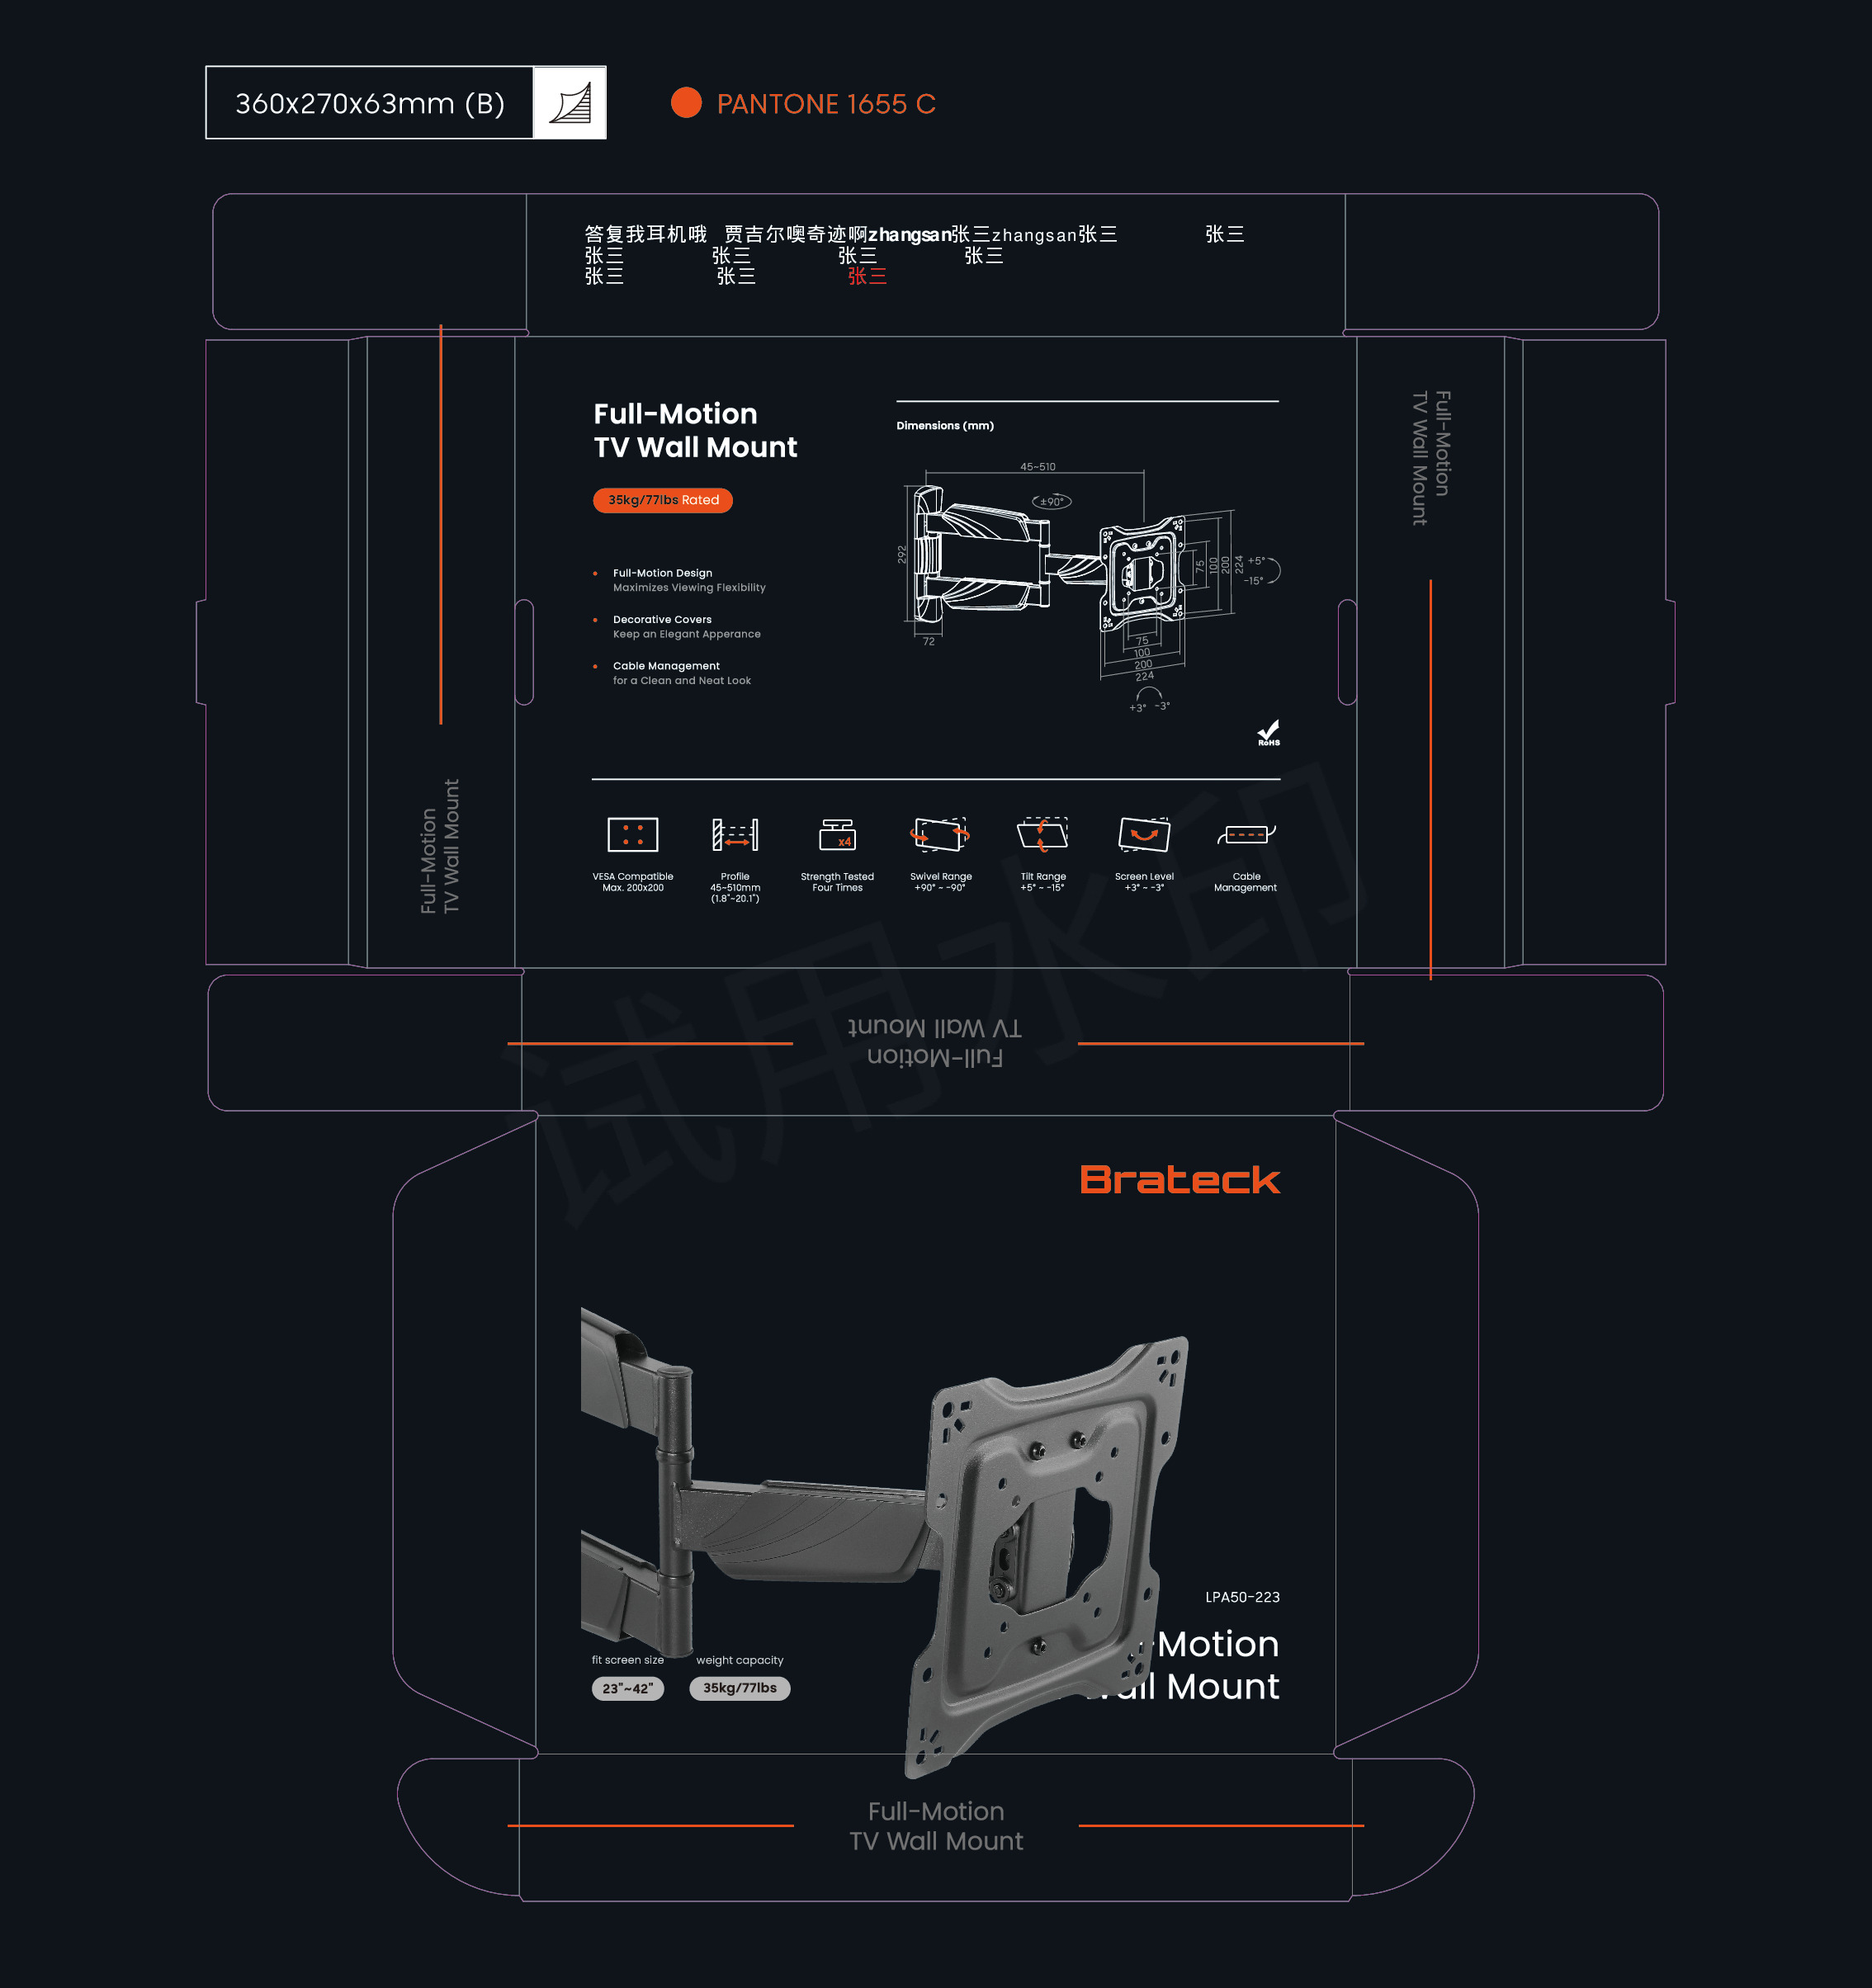 360x270x63mm (B)
PANTONE 1655 C
答复我耳机哦 贾吉尔噢奇迹啊zhangsan张三zhangsan张三 张三
张三 张三 张三 张三
张三 张三 张三
Full-Motion
TV Wall Mount
35kg/77lbs Rated
Full-Motion Design
Maximizes Viewing Flexibility
Decorative Covers
Keep an Elegant Apperance
Cable Management
for a Clean and Neat Look
Dimensions (mm)
45~510
±90°
292
72
75
100
200
224
+5°
-15°
75
100
200
224
+3° -3°
RoHS
Full-Motion
TV Wall Mount
Full-Motion
TV Wall Mount
VESA Compatible
Max. 200x200
Profile
45~510mm
(1.8"~20.1")
x4
Strength Tested
Four Times
Swivel Range
+90° ~ -90°
Tilt Range
+5° ~ -15°
Screen Level
+3° ~ -3°
Cable
Management
试用水印
Full-Motion
TV Wall Mount
Brateck
LPA50-223
-Motion
Wall Mount
fit screen size
23"~42"
weight capacity
35kg/77lbs
Full-Motion
TV Wall Mount